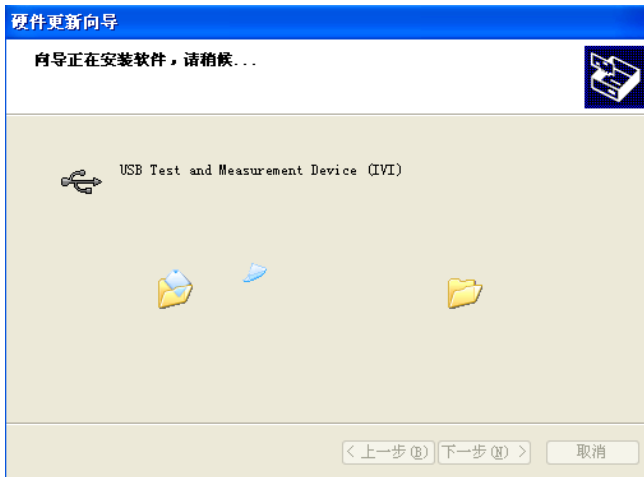 硬件更新向导
向导正在安装软件，请稍候...
USB Test and Measurement Device (IVI)
< 上一步(B) 下一步(N) > 取消